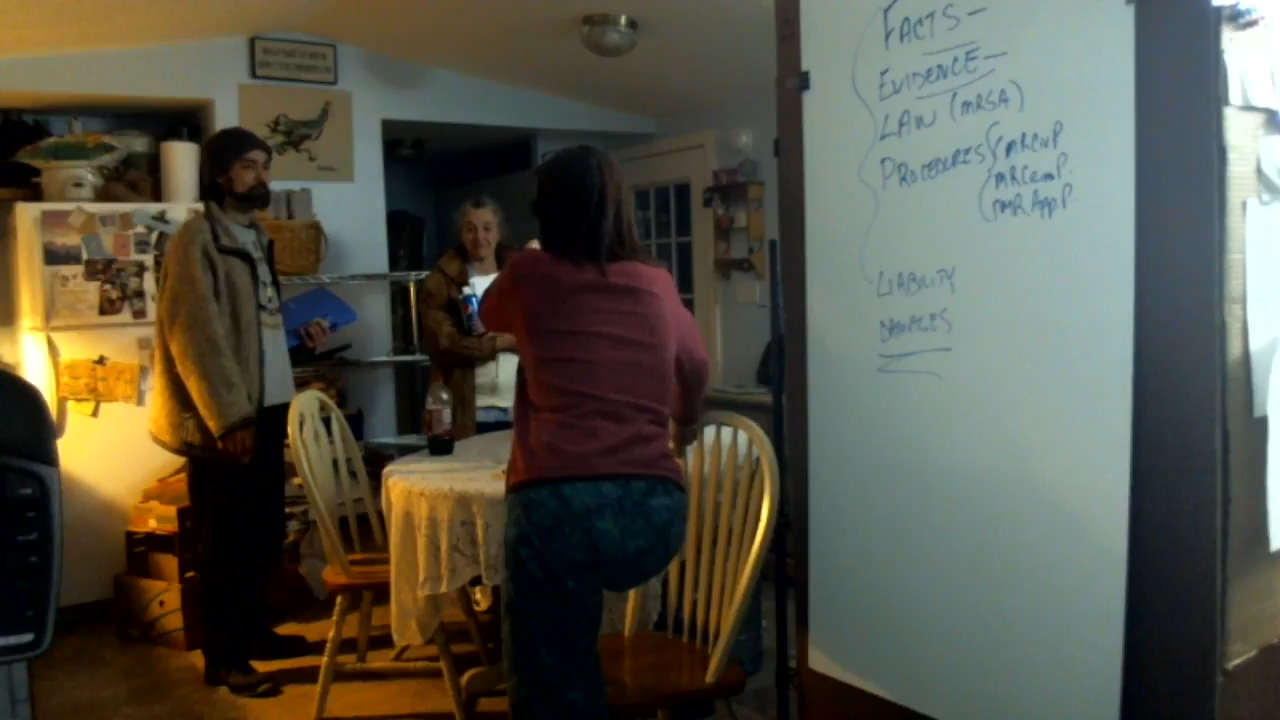 FACTS—
EVIDENCE—
LAW (MRSA)
PROCEDURES { MRCivP
MRCrimP.
MR App. P.
LIABILITY
DAMAGES